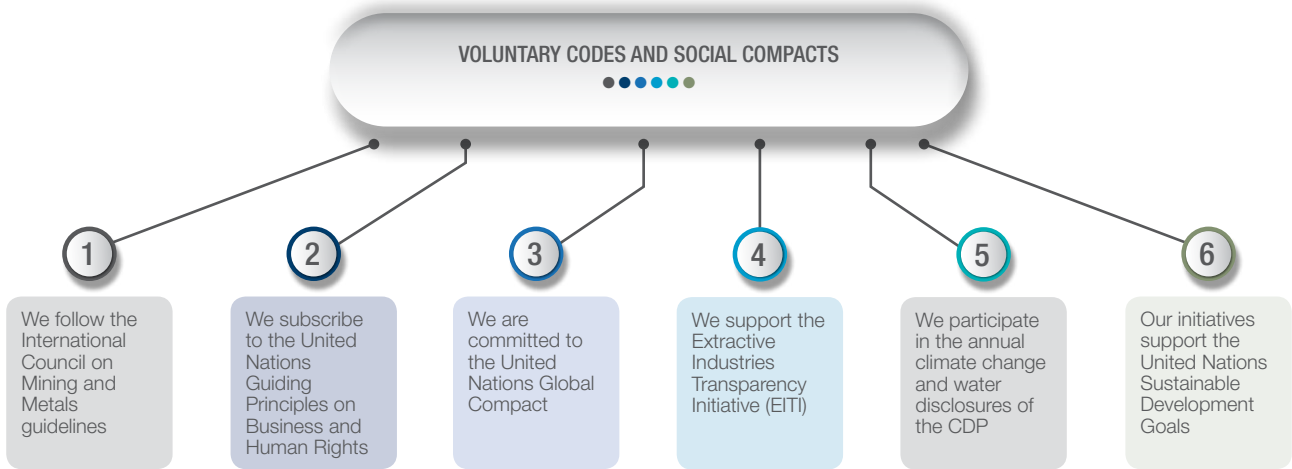 VOLUNTARY CODES AND SOCIAL COMPACTS
1
We follow the
International
Council on
Mining and
Metals
guidelines
2
We subscribe
to the United
Nations
Guiding
Principles on
Business and
Human Rights
3
We are
committed to
the United
Nations Global
Compact
4
We support the
Extractive
Industries
Transparency
Initiative (EITI)
5
We participate
in the annual
climate change
and water
disclosures of
the CDP
6
Our initiatives
support the
United Nations
Sustainable
Development
Goals